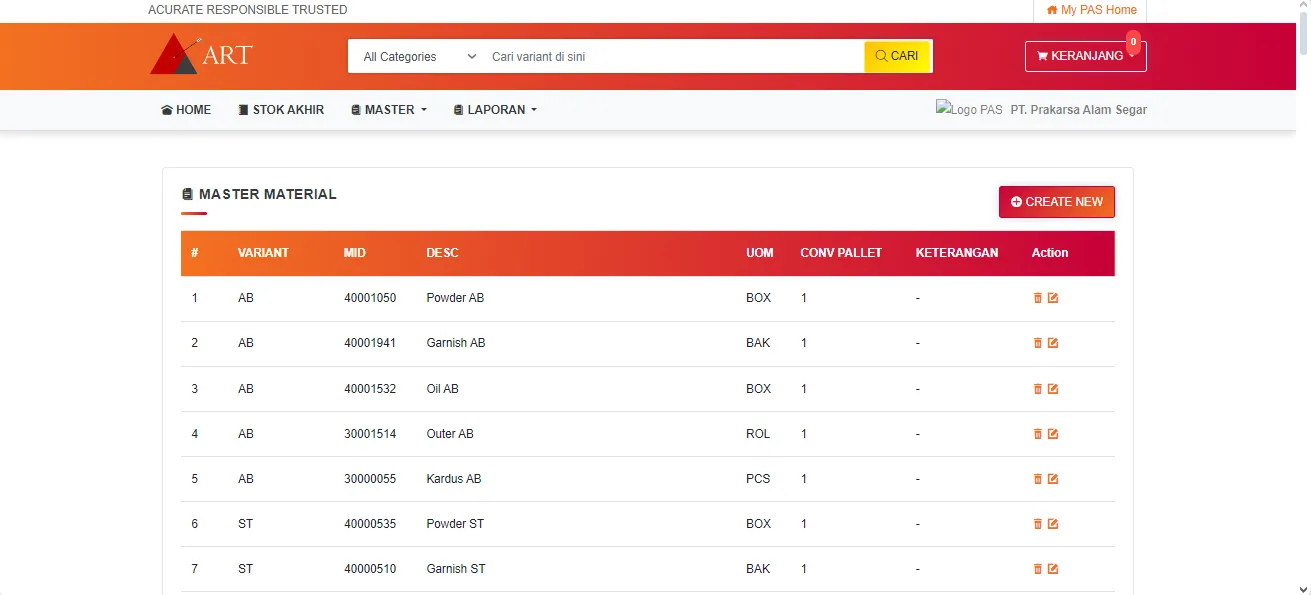 ACURATE RESPONSIBLE TRUSTED
My PAS Home
ART
All Categories
Cari variant di sini
CARI
KERANJANG
0
HOME
STOK AKHIR
MASTER
LAPORAN
Logo PAS
PT. Prakarsa Alam Segar
MASTER MATERIAL
CREATE NEW
# VARIANT MID DESC UOM CONV PALLET KETERANGAN Action
1 AB 40001050 Powder AB BOX 1 -
2 AB 40001941 Garnish AB BAK 1 -
3 AB 40001532 Oil AB BOX 1 -
4 AB 30001514 Outer AB ROL 1 -
5 AB 30000055 Kardus AB PCS 1 -
6 ST 40000535 Powder ST BOX 1 -
7 ST 40000510 Garnish ST BAK 1 -